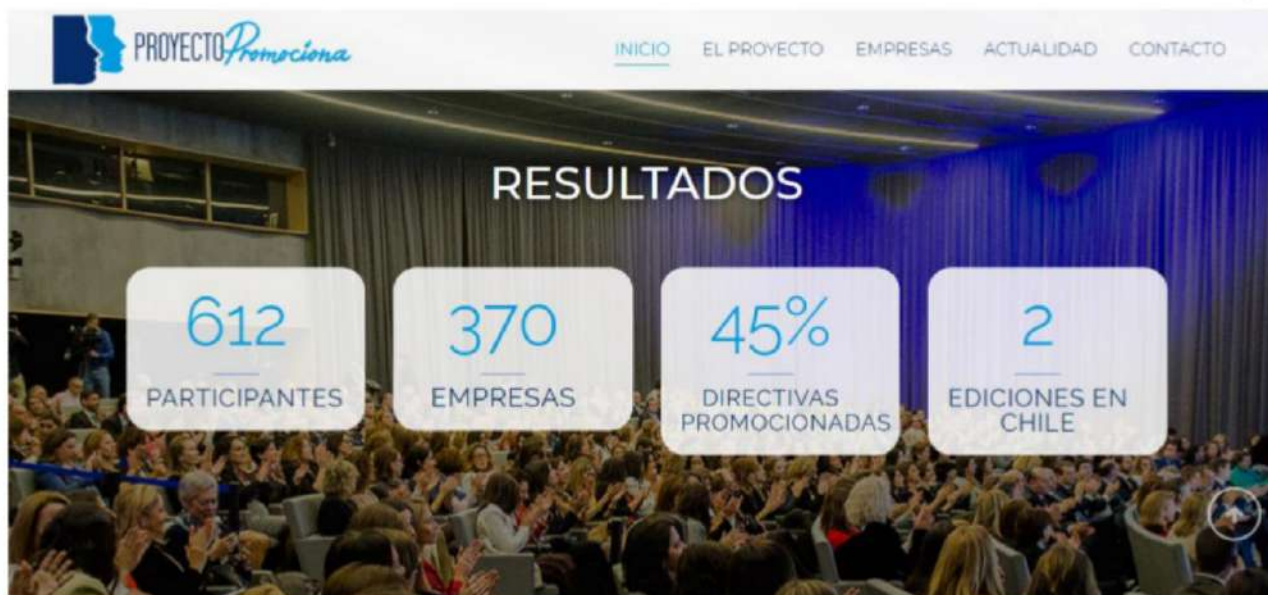 PROYECTO Promociona
INICIO EL PROYECTO EMPRESAS ACTUALIDAD CONTACTO
RESULTADOS
612
PARTICIPANTES
370
EMPRESAS
45%
DIRECTIVAS
PROMOCIONADAS
2
EDICIONES EN
CHILE